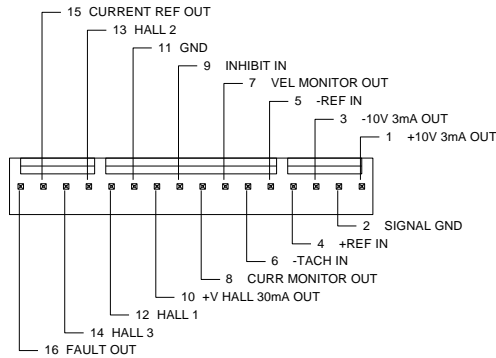 15 CURRENT REF OUT
13 HALL 2
11 GND
9 INHIBIT IN
7 VEL MONITOR OUT
5 -REF IN
3 -10V 3mA OUT
1 +10V 3mA OUT
2 SIGNAL GND
4 +REF IN
6 -TACH IN
8 CURR MONITOR OUT
10 +V HALL 30mA OUT
12 HALL 1
14 HALL 3
16 FAULT OUT